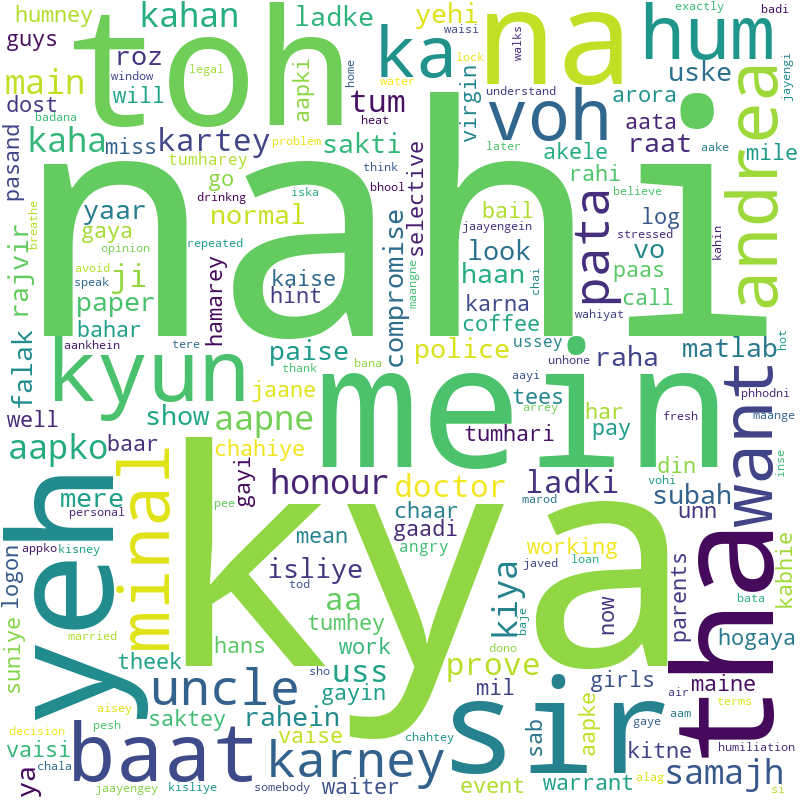 humney
kahan
ladke
yehi
waisi
exactly
badi
guys
toh
ka
na
hum
lock
walks
jayengi
main
roz
legal
home
water
uske
window
will
aapki
tum
understand
dost
badana
heat
virgin
voh
arora
andrea
kaha
miss
kartey
problem
sakti
later
aata
raat
pasand
tumharey
go
think
akele
rahi
mile
aake
nahi
yaar
drinkng
iska
bhool
selective
believe
normal
bail
pata
log
breathe
rajvir
gaya
opinion
repeated
jaayengein
stressed
kahin
avoid
speak
ji
kaise
compromise
look
vo
haan
paas
chai
paper
hamarey
hint
maangne
karna
wahiyat
call
bahar
aankhein
tere
coffee
ussey
hot
falak
kyun
paise
police
unhone
raha
matlab
thank
bana
mein
aayi
arrey
fresh
phhodni
well
show
jaane
tees
har
want
maange
aapne
aapko
baar
chahiye
tumhari
pay
din
yeh
minal
kya
gayi
honour
doctor
ladki
vohi
inse
mere
subah
personal
pee
chaar
marod
unn
tha
logon
appko
kisney
mean
gaadi
working
kabhie
angry
javed
loan
parents
now
bata
isliye
tod
kiya
baje
suniye
married
hans
aa
tumhey
work
dono
hogaya
theek
uss
prove
sho
uncle
gayin
mil
girls
air
maine
aisey
decision
saktey
rahein
sir
sab
aapke
gaye
aam
terms
vaisi
pesh
baat
vaise
chahtey
karney
kitne
humiliation
chala
ya
jaayengey
kisliye
somebody
waiter
event
warrant
alag
samajh
si